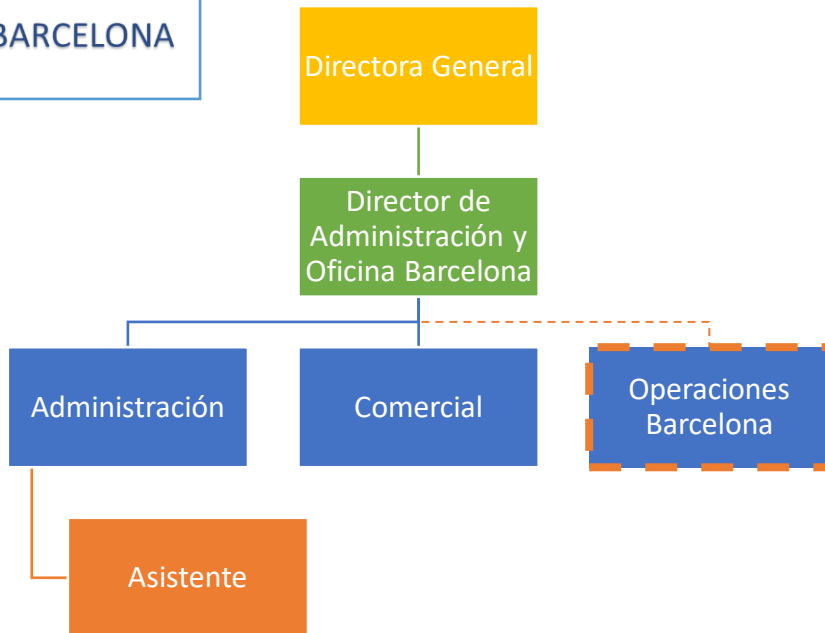 BARCELONA
Directora General
Director de
Administración y
Oficina Barcelona
Administración
Comercial
Operaciones
Barcelona
Asistente